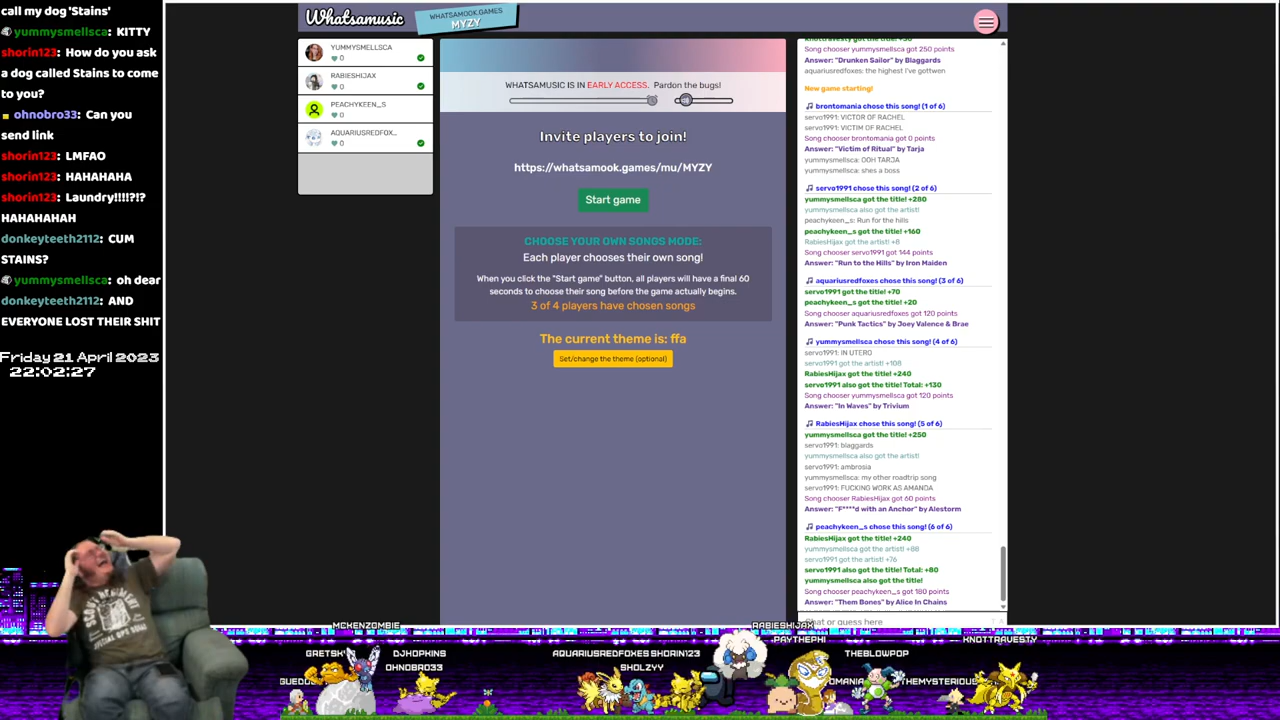 call my dog 'Stains'
yummysmellsca: KITTY
shorin123: How do you ask
a dog called Stains to come
to you?
ohnobro33: Can you
send link
shorin123: LMFAO
shorin123: HAHAHAHA
shorin123: Laundry!!!!?!?
HAHAHAHAH
donkeyteeth2112: CUM
STAINS?
yummysmellsca: oh dear
donkeyteeth2112: AND
EVERYONE LOST THEIR SHIT
Friday 21 April 2023
22:02:27
Whatsamusic
WHATSAMOOK.GAMES
MYZY
YUMMYSMELLSCA
0
RABIESHIJAX
0
PEACHYKEEN_S
0
AQUARIUSREDFOX...
0
WHATSAMUSIC IS IN EARLY ACCESS. Pardon the bugs!
Invite players to join!
https://whatsamook.games/mu/MYZY
Start game
CHOOSE YOUR OWN SONGS MODE:
Each player chooses their own song!
When you click the "Start game" button, all players will have a final 60
seconds to choose their song before the game actually begins.
3 of 4 players have chosen songs
The current theme is: ffa
Set/change the theme (optional)
Song chooser yummysmellsca got 250 points
Answer: "Drunken Sailor" by Blaggards
aquariusredfoxes: the highest I've gotwen
New game starting!
brontomania chose this song! (1 of 6)
servo1991: VICTOR OF RACHEL
servo1991: VICTIM OF RACHEL
Song chooser brontomania got 0 points
Answer: "Victim of Ritual" by Tarja
yummysmellsca: OOH TARJA
yummysmellsca: shes a boss
servo1991 chose this song! (2 of 6)
yummysmellsca got the title! +280
yummysmellsca also got the artist!
peachykeen_s: Run for the hills
peachykeen_s got the title! +160
RabiesHijax got the artist! +8
Song chooser servo1991 got 144 points
Answer: "Run to the Hills" by Iron Maiden
aquariusredfoxes chose this song! (3 of 6)
servo1991 got the title! +70
peachykeen_s got the title! +20
Song chooser aquariusredfoxes got 120 points
Answer: "Punk Tactics" by Joey Valence & Brae
yummysmellsca chose this song! (4 of 6)
servo1991: IN UTERO
servo1991 got the artist! +108
RabiesHijax got the title! +240
servo1991 also got the title! Total: +130
Song chooser yummysmellsca got 120 points
Answer: "In Waves" by Trivium
RabiesHijax chose this song! (5 of 6)
yummysmellsca got the title! +250
servo1991: blaggards
yummysmellsca also got the artist!
servo1991: ambrosia
yummysmellsca: my other roadtrip song
servo1991: FUCKING WORK AS AMANDA
Song chooser RabiesHijax got 60 points
Answer: "F****d with an Anchor" by Alestorm
peachykeen_s chose this song! (6 of 6)
RabiesHijax got the title! +240
yummysmellsca got the artist! +88
servo1991 got the artist! +76
servo1991 also got the title! Total: +80
yummysmellsca also got the title!
Song chooser peachykeen_s got 180 points
Answer: "Them Bones" by Alice In Chains
Chat or guess here
MCKENZOMBIE
RABIESHIJAX
PAYTHEPHI
KNOTTRAVESTY
DJHOPKINS
OHNOBRO33
AQUARIUSREDFOXES
SHORIN123
SHOLZYY
THEBLOWPOP